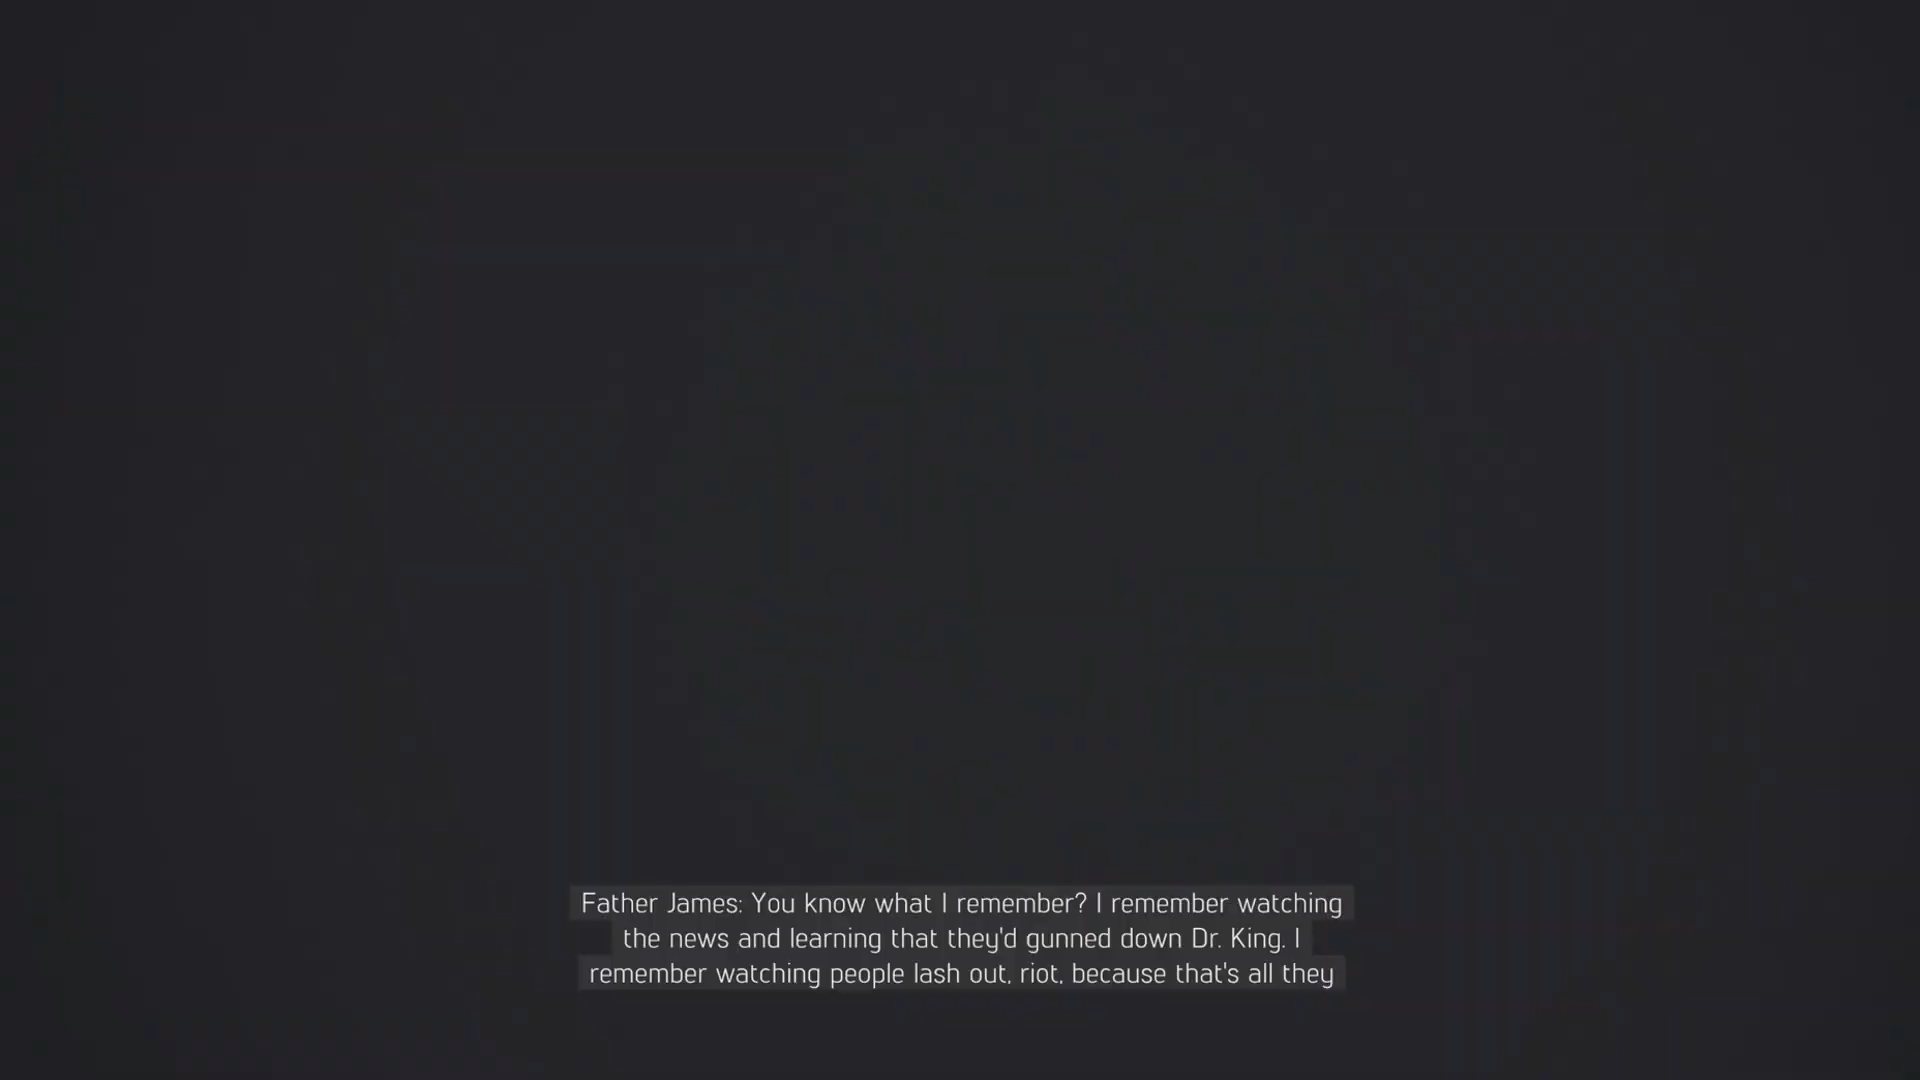 Father James: You know what I remember? I remember watching
the news and learning that they'd gunned down Dr. King. I
remember watching people lash out, riot, because that's all they